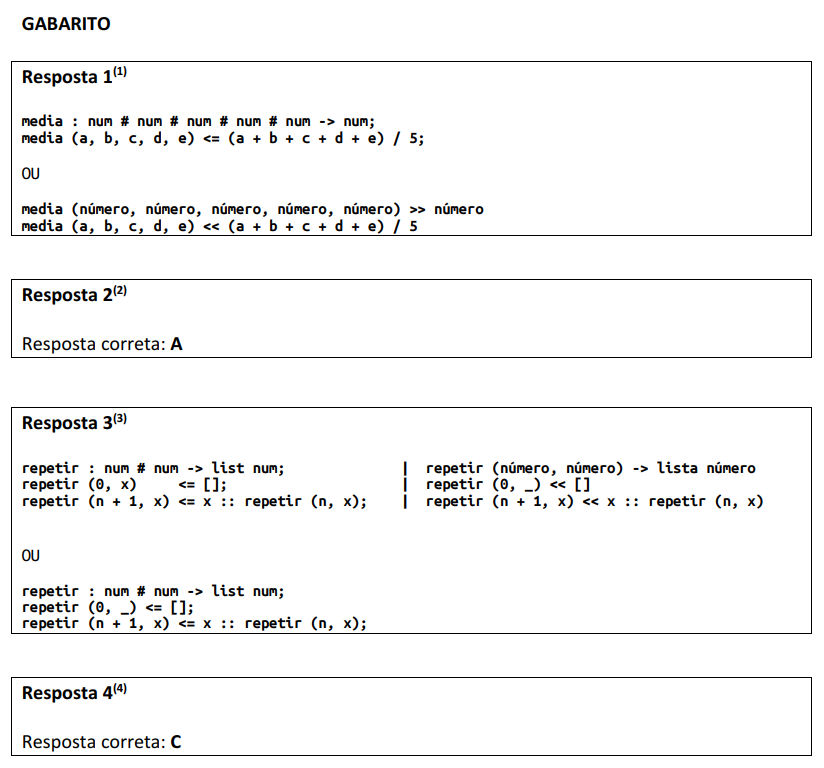 GABARITO
Resposta 1(1)
media : num # num # num # num # num -> num;
media (a, b, c, d, e) <= (a + b + c + d + e) / 5;
OU
media (número, número, número, número, número) >> número
media (a, b, c, d, e) << (a + b + c + d + e) / 5
Resposta 2(2)
Resposta correta: A
Resposta 3(3)
repetir : num # num -> list num; | repetir (número, número) -> lista número
repetir (0, x) <= []; | repetir (0, _) << []
repetir (n + 1, x) <= x :: repetir (n, x); | repetir (n + 1, x) << x :: repetir (n, x)
OU
repetir : num # num -> list num;
repetir (0, _) <= [];
repetir (n + 1, x) <= x :: repetir (n, x);
Resposta 4(4)
Resposta correta: C